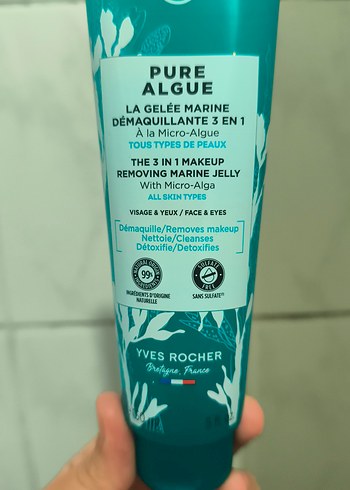 PURE
ALGUE
LA GELÉE MARINE
DÉMAQUILLANTE 3 EN 1
À la Micro-Algue
TOUS TYPES DE PEAUX
THE 3 IN 1 MAKEUP
REMOVING MARINE JELLY
With Micro-Alga
ALL SKIN TYPES
VISAGE & YEUX / FACE & EYES
Démaquille/Removes makeup
Nettoie/Cleanses
Détoxifie/Detoxifies
99%
SULFATE
FREE
INGRÉDIENTS D'ORIGINE
NATURELLE
SANS SULFATE
YVES ROCHER
Bretagne, France